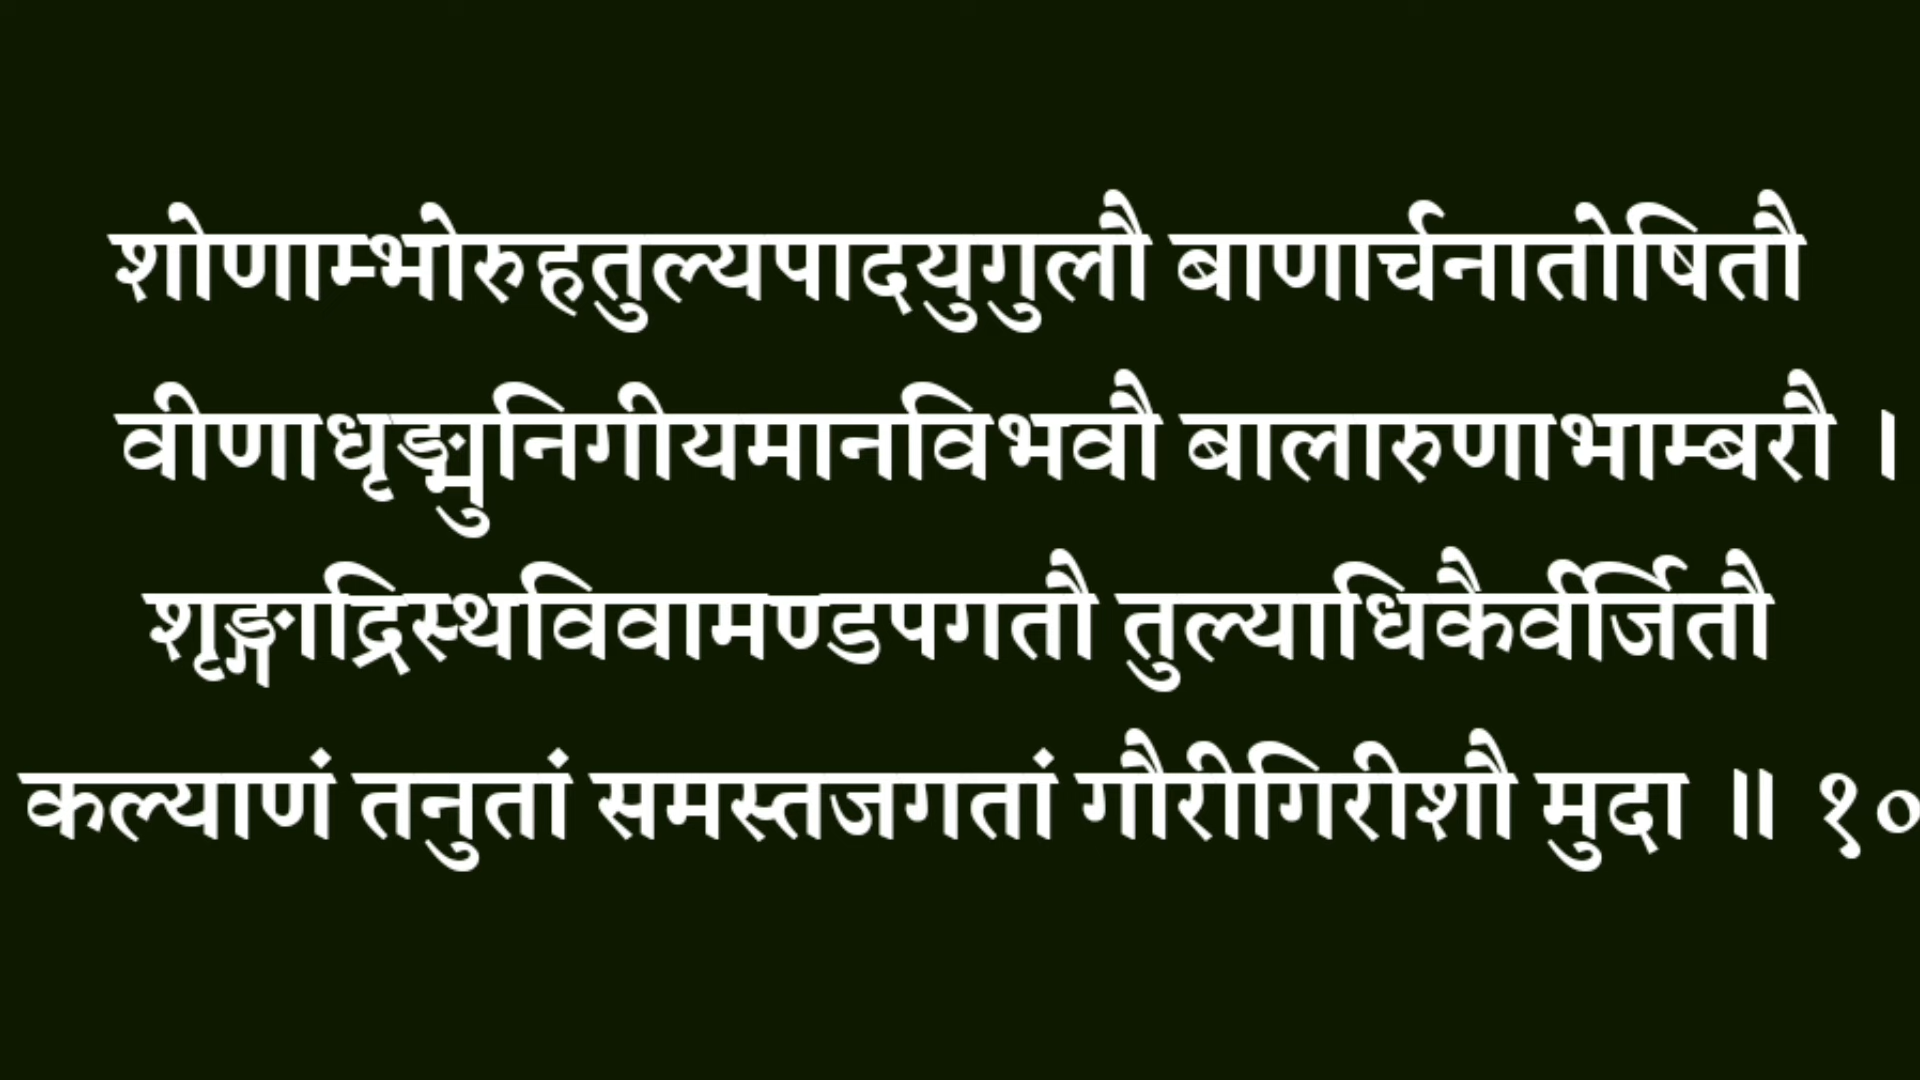 शोणाम्भोरुहतुल्यपादयुगुलौ बाणार्चनातोषितौ
वीणाधृङ्मुनिगीयमानविभवौ बालारुणाभाम्बरौ ।
शृङ्गाद्रिस्थविवामण्डपगतौ तुल्याधिकैर्वर्जितौ
कल्याणं तनुतां समस्तजगतां गौरीगिरीशौ मुदा ॥ १०